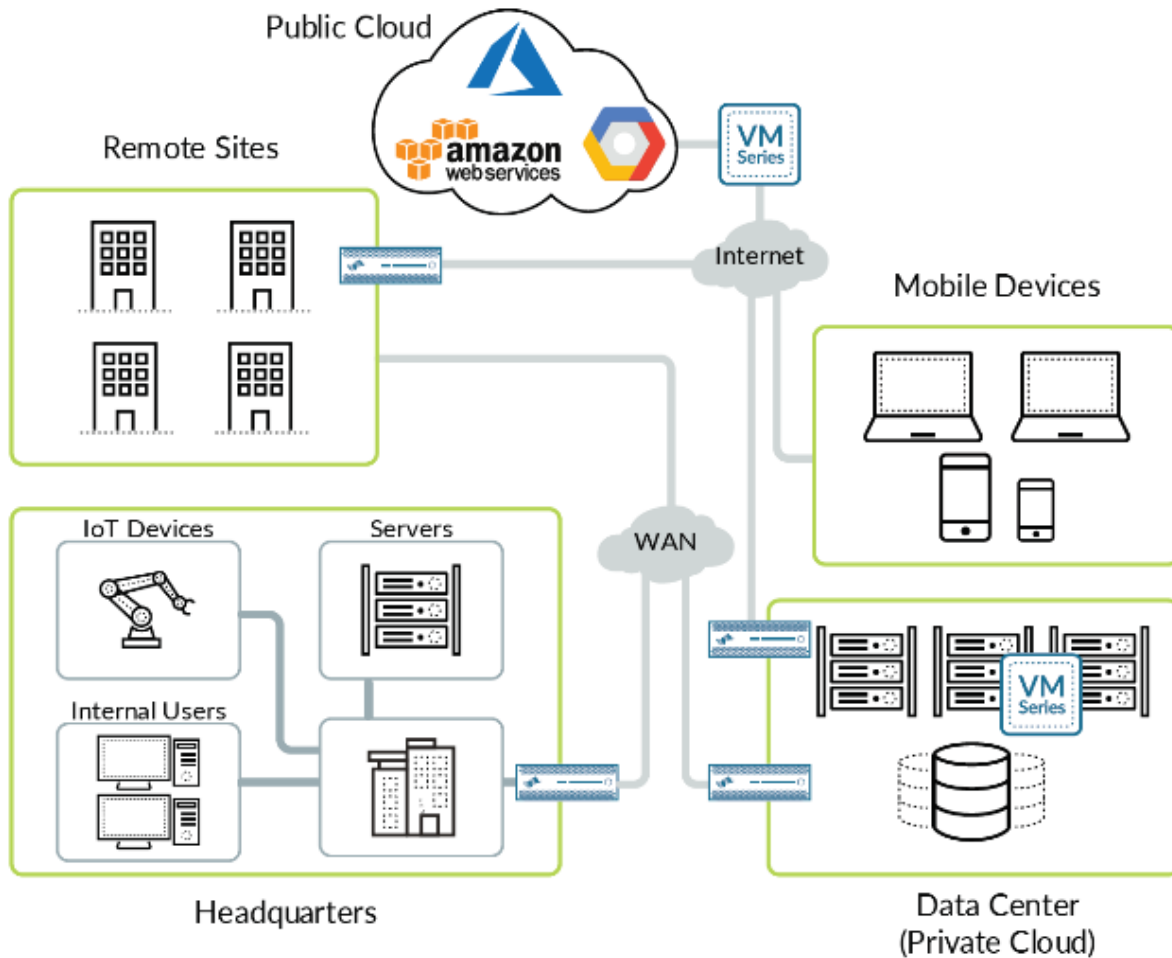 Public Cloud
amazon
web services
VM
Series
Remote Sites
Internet
Mobile Devices
IoT Devices
Servers
WAN
Internal Users
VM
Series
Headquarters
Data Center
(Private Cloud)